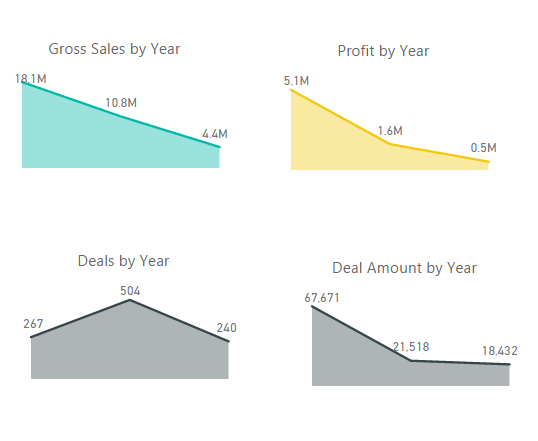 Gross Sales by Year
18.1M
10.8M
4.4M
Profit by Year
5.1M
1.6M
0.5M
Deals by Year
267
504
240
Deal Amount by Year
67,671
21,518
18,432